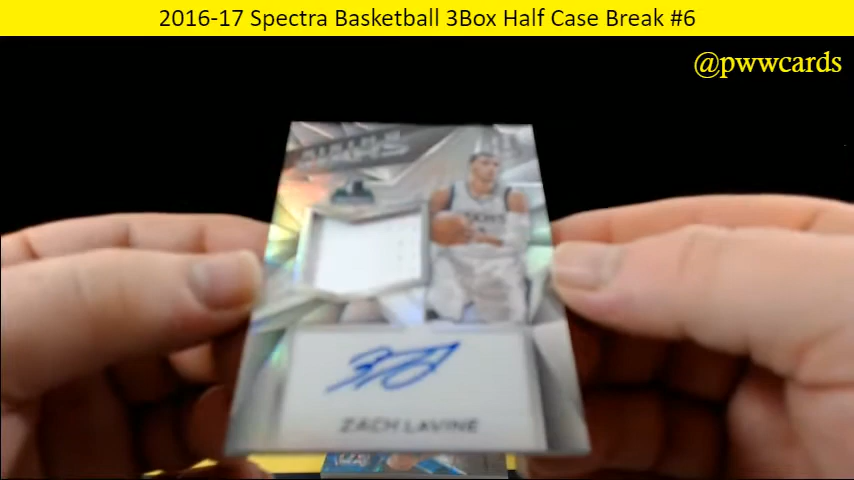 2016-17 Spectra Basketball 3Box Half Case Break #6
@pwwcards
ZACH LAVINE